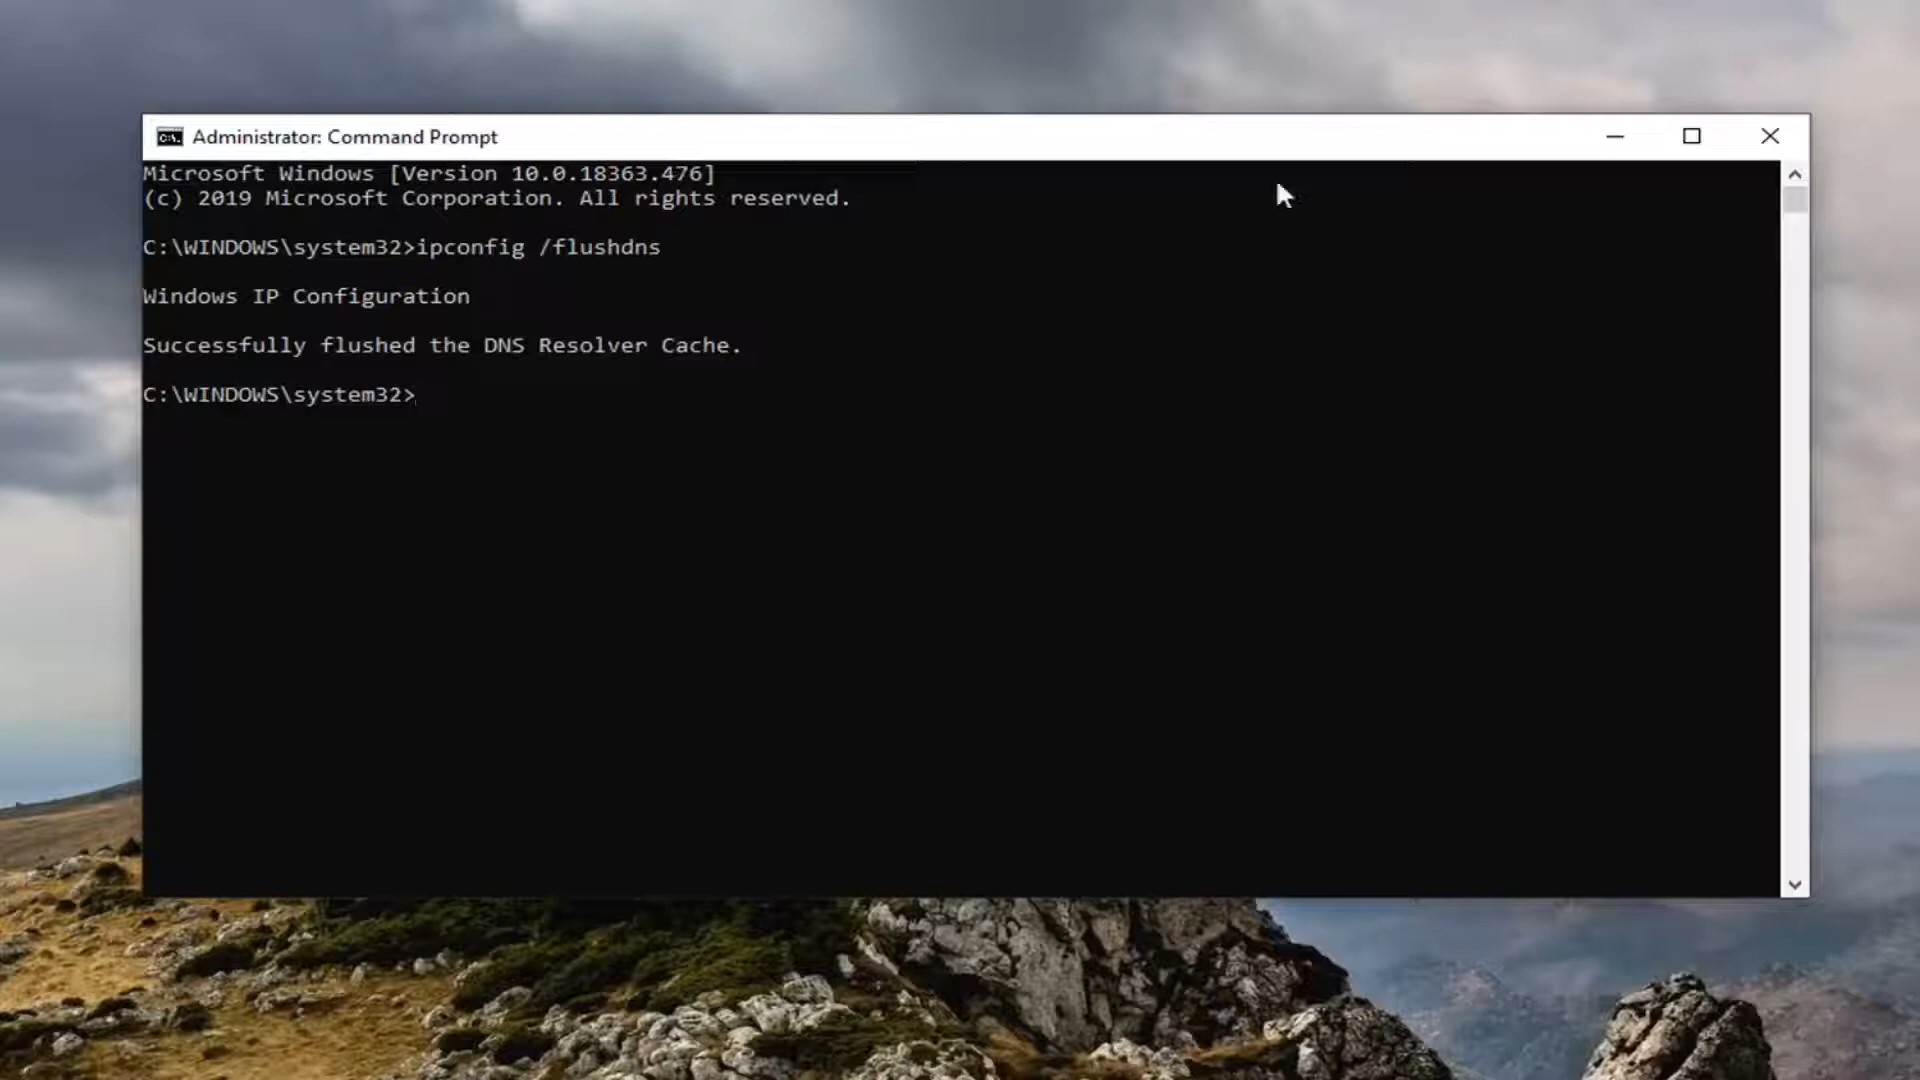 Administrator: Command Prompt
Microsoft Windows [Version 10.0.18363.476]
(c) 2019 Microsoft Corporation. All rights reserved.
C:\WINDOWS\system32>ipconfig /flushdns
Windows IP Configuration
Successfully flushed the DNS Resolver Cache.
C:\WINDOWS\system32>